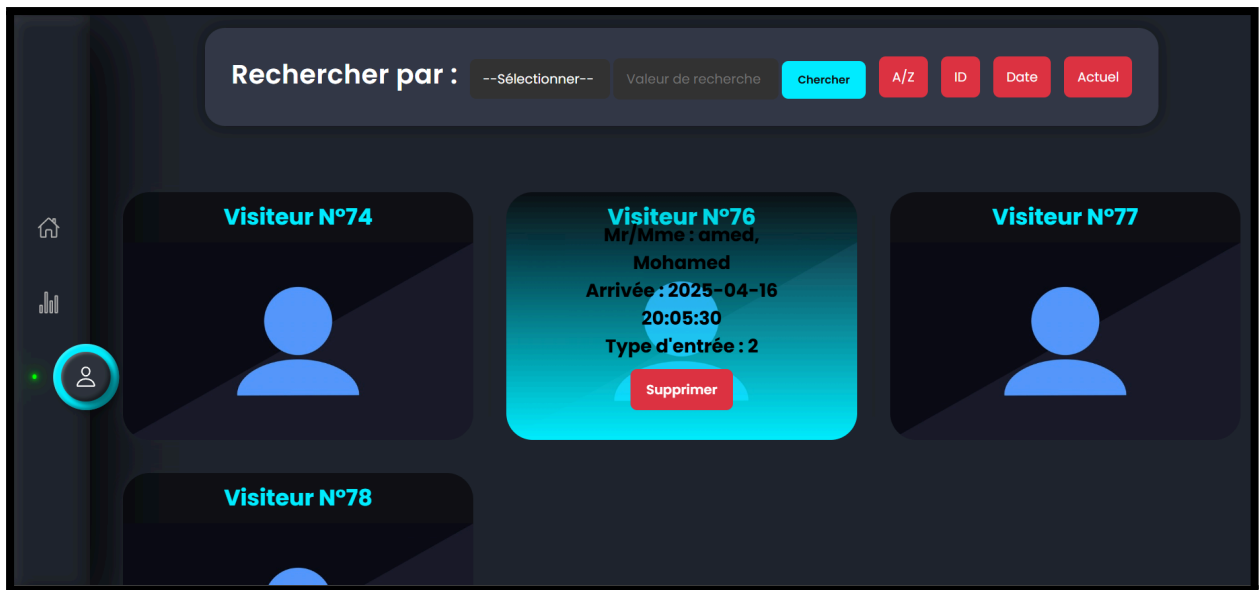 Rechercher par : --Sélectionner-- Valeur de recherche Chercher A/Z ID Date Actuel
Visiteur N°74
Visiteur N°76
Mr/Mme : amed,
Mohamed
Arrivée : 2025-04-16
20:05:30
Type d'entrée : 2
Supprimer
Visiteur N°77
Visiteur N°78